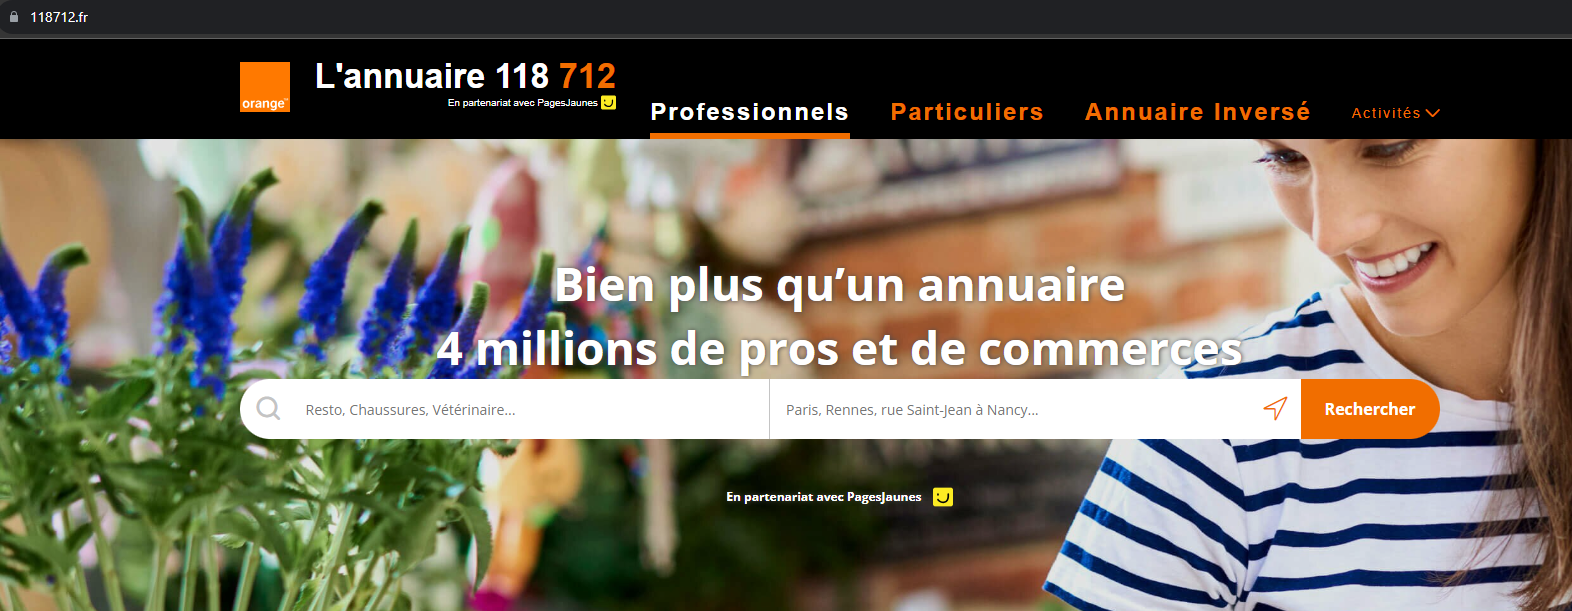 118712.fr
L'annuaire 118 712
orange™
En partenariat avec PagesJaunes
Professionnels
Particuliers
Annuaire Inversé
Activités
Bien plus qu’un annuaire
4 millions de pros et de commerces
Resto, Chaussures, Vétérinaire...
Paris, Rennes, rue Saint-Jean à Nancy...
Rechercher
En partenariat avec PagesJaunes